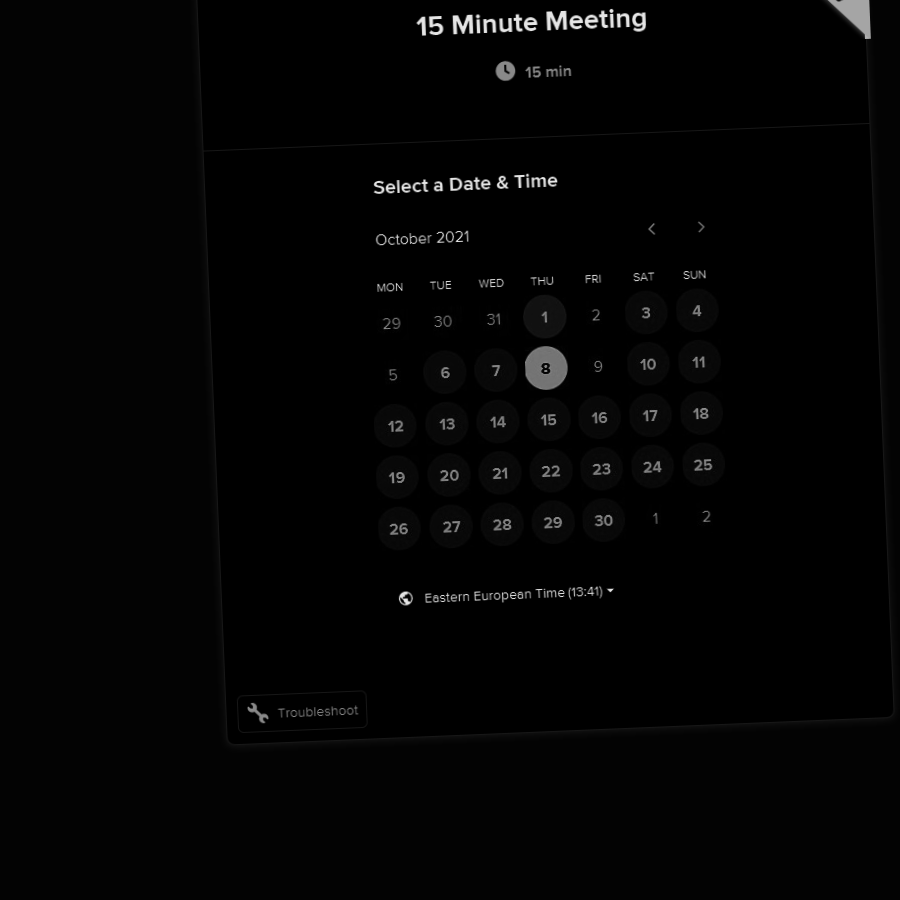 15 Minute Meeting
15 min
Select a Date & Time
October 2021
MON TUE WED THU FRI SAT SUN
29 30 31 1 2 3 4
5 6 7 8 9 10 11
12 13 14 15 16 17 18
19 20 21 22 23 24 25
26 27 28 29 30 1 2
Eastern European Time (13:41)
Troubleshoot